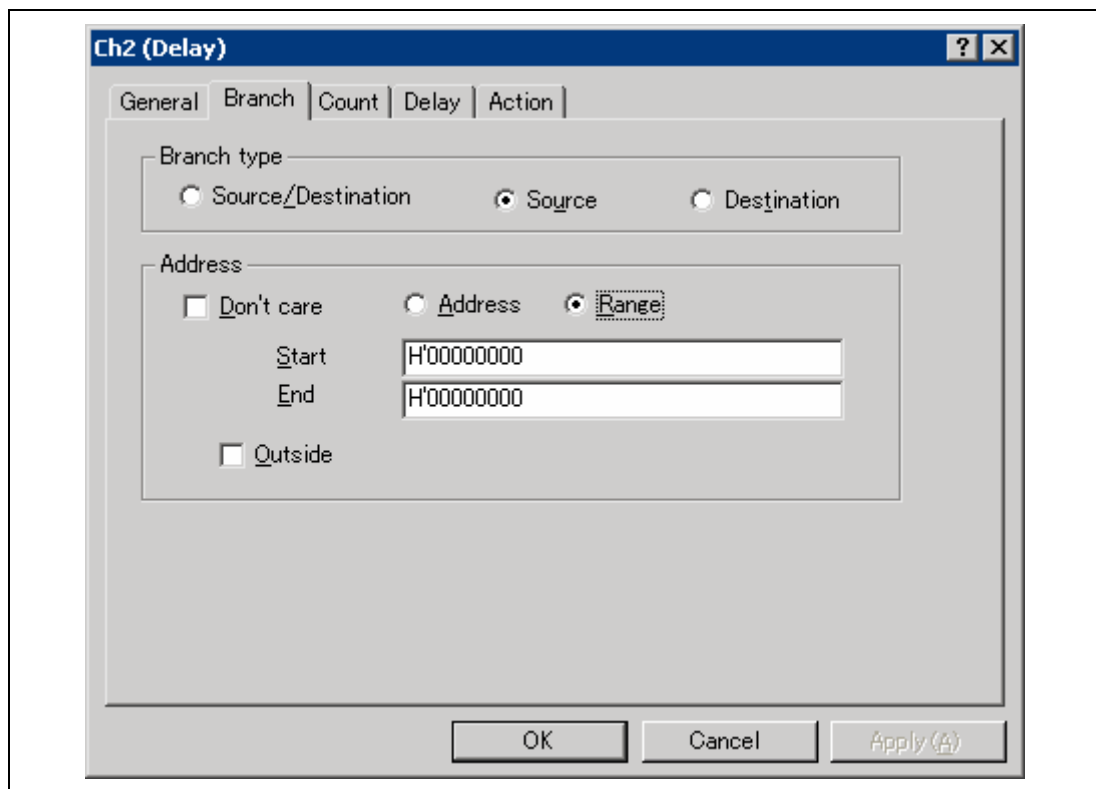 Ch2 (Delay)
General Branch Count Delay Action
Branch type
Source/Destination Source Destination
Address
Don't care Address Range
Start H'00000000
End H'00000000
Outside
OK Cancel Apply (A)